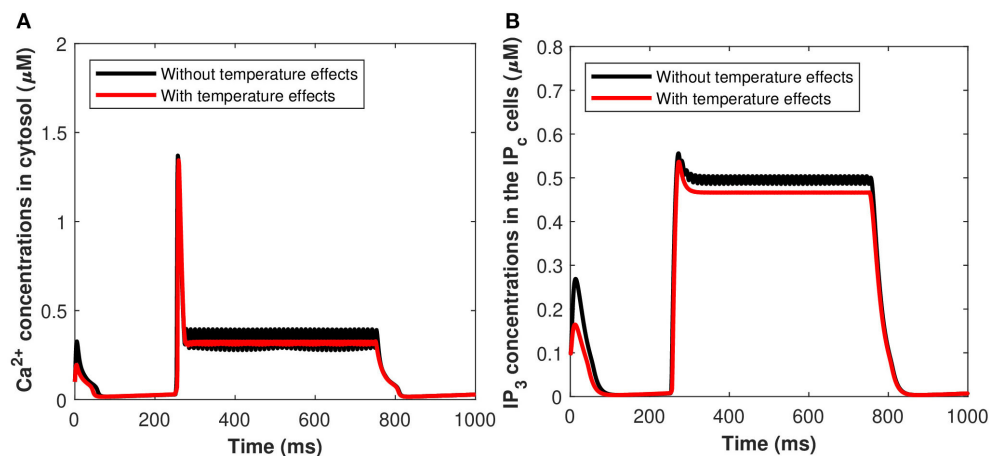 A
Ca²⁺ concentrations in cytosol (μM)
2
1.5
1
0.5
0
Without temperature effects
With temperature effects
0 200 400 600 800 1000
Time (ms)
B
IP₃ concentrations in the IP꜀ cells (μM)
0.8
0.7
0.6
0.5
0.4
0.3
0.2
0.1
0
Without temperature effects
With temperature effects
0 200 400 600 800 1000
Time (ms)